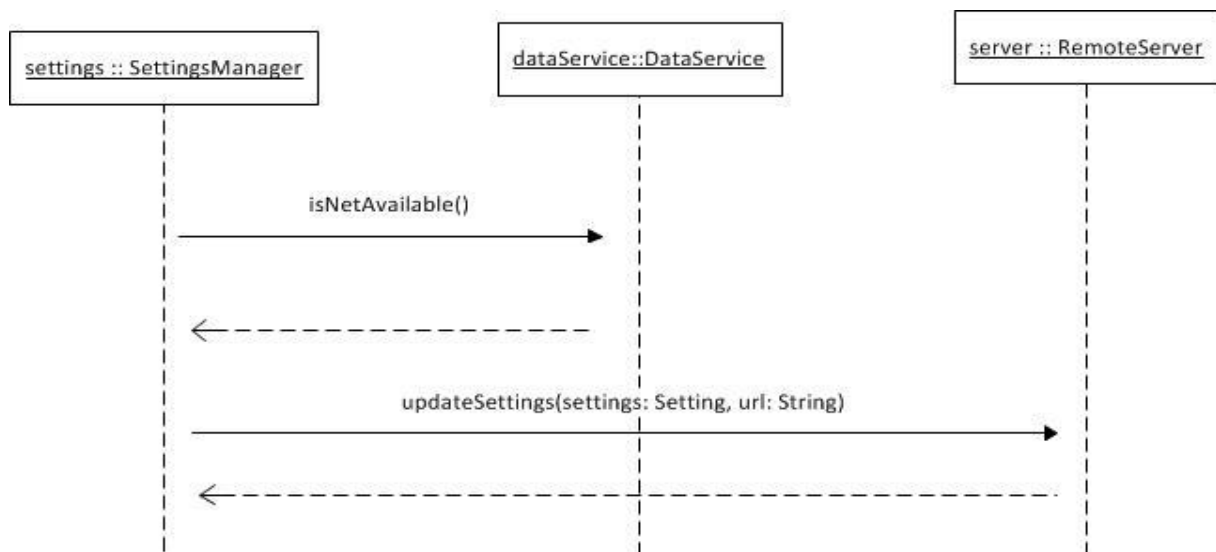 settings :: SettingsManager
dataService::DataService
server :: RemoteServer
isNetAvailable()
updateSettings(settings: Setting, url: String)